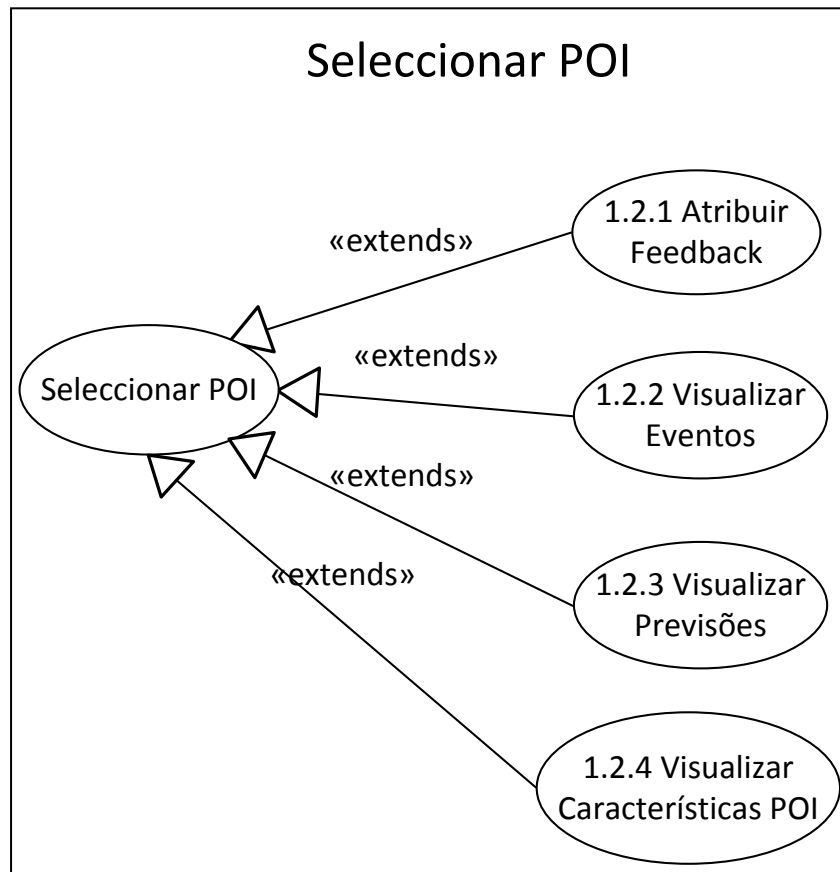 Seleccionar POI
1.2.1 Atribuir
Feedback
«extends»
«extends»
Seleccionar POI
1.2.2 Visualizar
Eventos
«extends»
«extends»
1.2.3 Visualizar
Previsões
1.2.4 Visualizar
Características POI